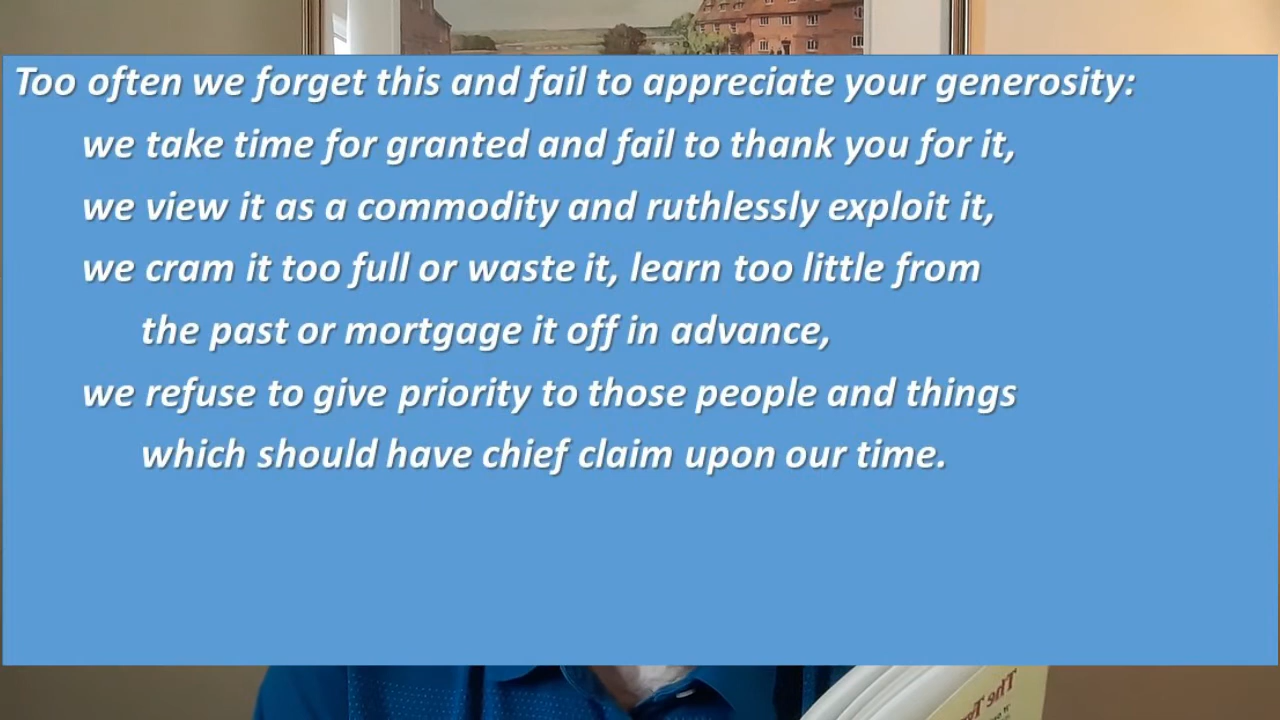 Too often we forget this and fail to appreciate your generosity:
we take time for granted and fail to thank you for it,
we view it as a commodity and ruthlessly exploit it,
we cram it too full or waste it, learn too little from
the past or mortgage it off in advance,
we refuse to give priority to those people and things
which should have chief claim upon our time.
The